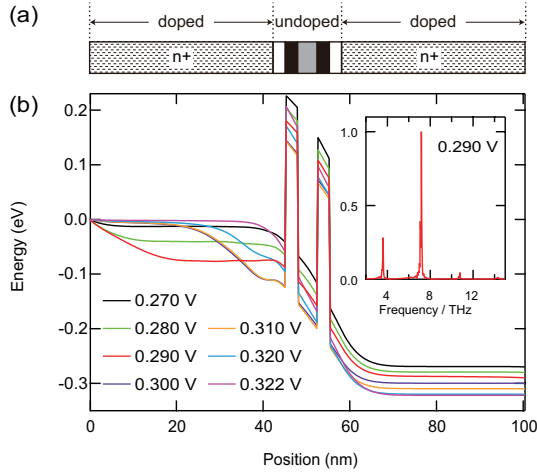 (a)
doped undoped doped
n+ n+
(b)
0.2
0.1
0.0
-0.1
-0.2
-0.3
Energy (eV)
0.290 V
1.0
0.5
0.0
4 8 12
Frequency / THz
0.270 V
0.280 V 0.310 V
0.290 V 0.320 V
0.300 V 0.322 V
0 20 40 60 80 100
Position (nm)